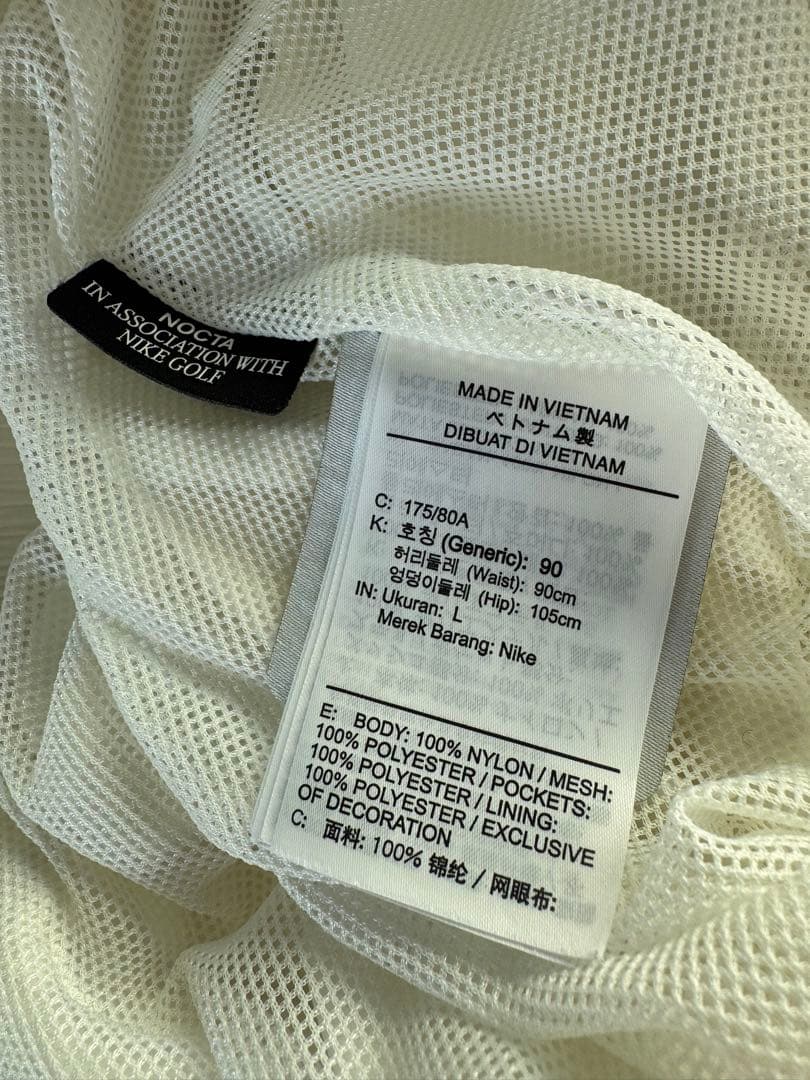 NOCTA
IN ASSOCIATION WITH
NIKE GOLF
MADE IN VIETNAM
ベトナム製
DIBUAT DI VIETNAM
C: 175/80A
K: 호칭 (Generic): 90
허리둘레 (Waist): 90cm
엉덩이둘레 (Hip): 105cm
IN: Ukuran: L
Merek Barang: Nike
E: BODY: 100% NYLON / MESH:
100% POLYESTER / POCKETS:
100% POLYESTER / LINING:
100% POLYESTER / EXCLUSIVE
OF DECORATION
C: 面料: 100% 锦纶 / 网眼布: